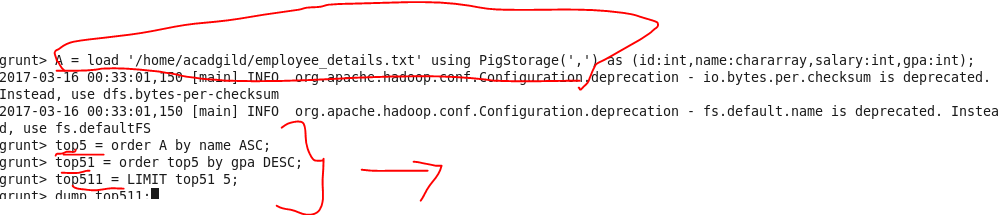 grunt> A = load '/home/acadgild/employee_details.txt' using PigStorage(',') as (id:int,name:chararray,salary:int,gpa:int);
2017-03-16 00:33:01,150 [main] INFO  org.apache.hadoop.conf.Configuration.deprecation - io.bytes.per.checksum is deprecated.
Instead, use dfs.bytes-per-checksum
2017-03-16 00:33:01,150 [main] INFO  org.apache.hadoop.conf.Configuration.deprecation - fs.default.name is deprecated. Instea
d, use fs.defaultFS
grunt> top5 = order A by name ASC;
grunt> top51 = order top5 by gpa DESC;
grunt> top511 = LIMIT top51 5;
grunt> dump top511;